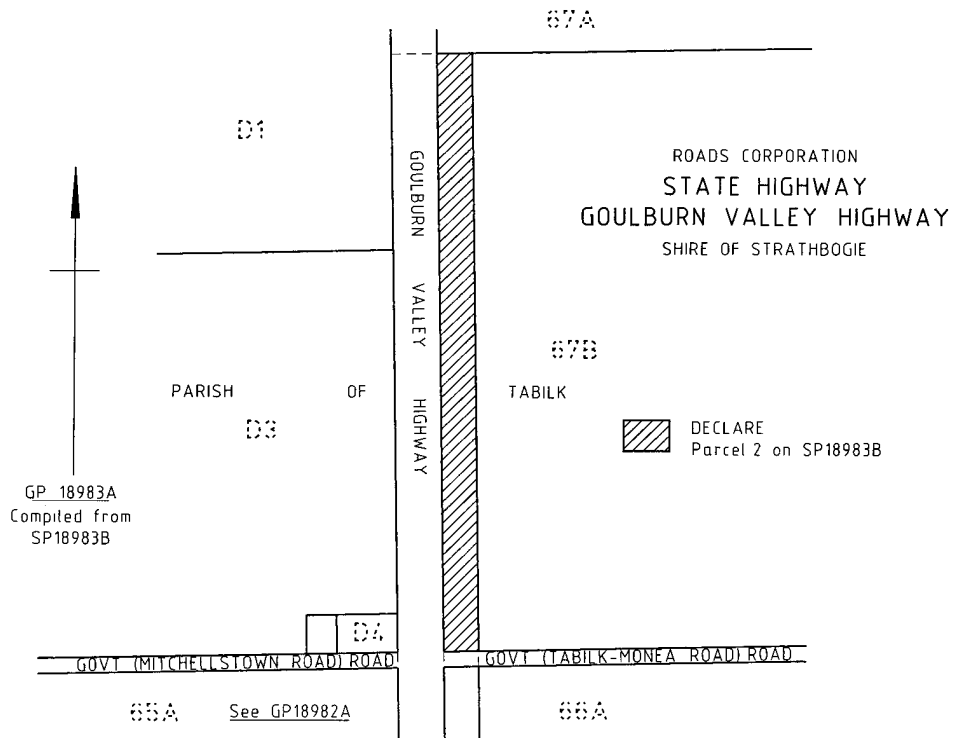 67A
D1
ROADS CORPORATION
STATE HIGHWAY
GOULBURN VALLEY HIGHWAY
SHIRE OF STRATHBOGIE
GOULBURN VALLEY HIGHWAY
67B
PARISH OF TABILK
D3
DECLARE
Parcel 2 on SP18983B
GP 18983A
Compiled from
SP18983B
D4
GOVT (MITCHELLSTOWN ROAD) ROAD
GOVT (TABILK-MONEA ROAD) ROAD
65A
See GP18982A
66A